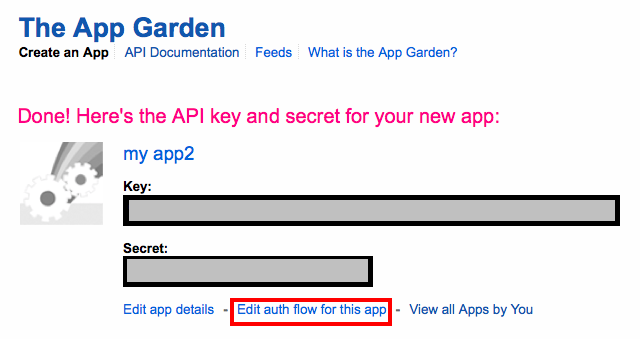 The App Garden
Create an App API Documentation Feeds What is the App Garden?
Done! Here's the API key and secret for your new app:
my app2
Key:
Secret:
Edit app details - Edit auth flow for this app - View all Apps by You